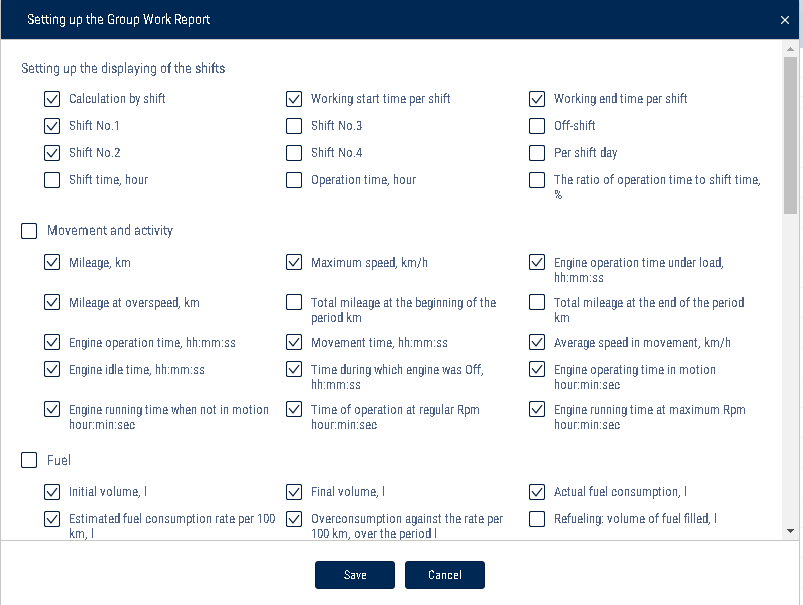 Setting up the Group Work Report
Setting up the displaying of the shifts
Calculation by shift
Working start time per shift
Working end time per shift
Shift No.1
Shift No.3
Off-shift
Shift No.2
Shift No.4
Per shift day
Shift time, hour
Operation time, hour
The ratio of operation time to shift time,
%
Movement and activity
Mileage, km
Maximum speed, km/h
Engine operation time under load,
hh:mm:ss
Mileage at overspeed, km
Total mileage at the beginning of the
period km
Total mileage at the end of the period
km
Engine operation time, hh:mm:ss
Movement time, hh:mm:ss
Average speed in movement, km/h
Engine idle time, hh:mm:ss
Time during which engine was Off,
hh:mm:ss
Engine operating time in motion
hour:min:sec
Engine running time when not in motion
hour:min:sec
Time of operation at regular Rpm
hour:min:sec
Engine running time at maximum Rpm
hour:min:sec
Fuel
Initial volume, l
Final volume, l
Actual fuel consumption, l
Estimated fuel consumption rate per 100
km, l
Overconsumption against the rate per
100 km, over the period l
Refueling: volume of fuel filled, l
Save
Cancel